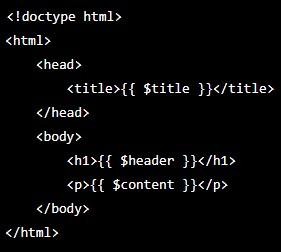 <!doctype html>
<html>
    <head>
        <title>{{ $title }}</title>
    </head>
    <body>
        <h1>{{ $header }}</h1>
        <p>{{ $content }}</p>
    </body>
</html>